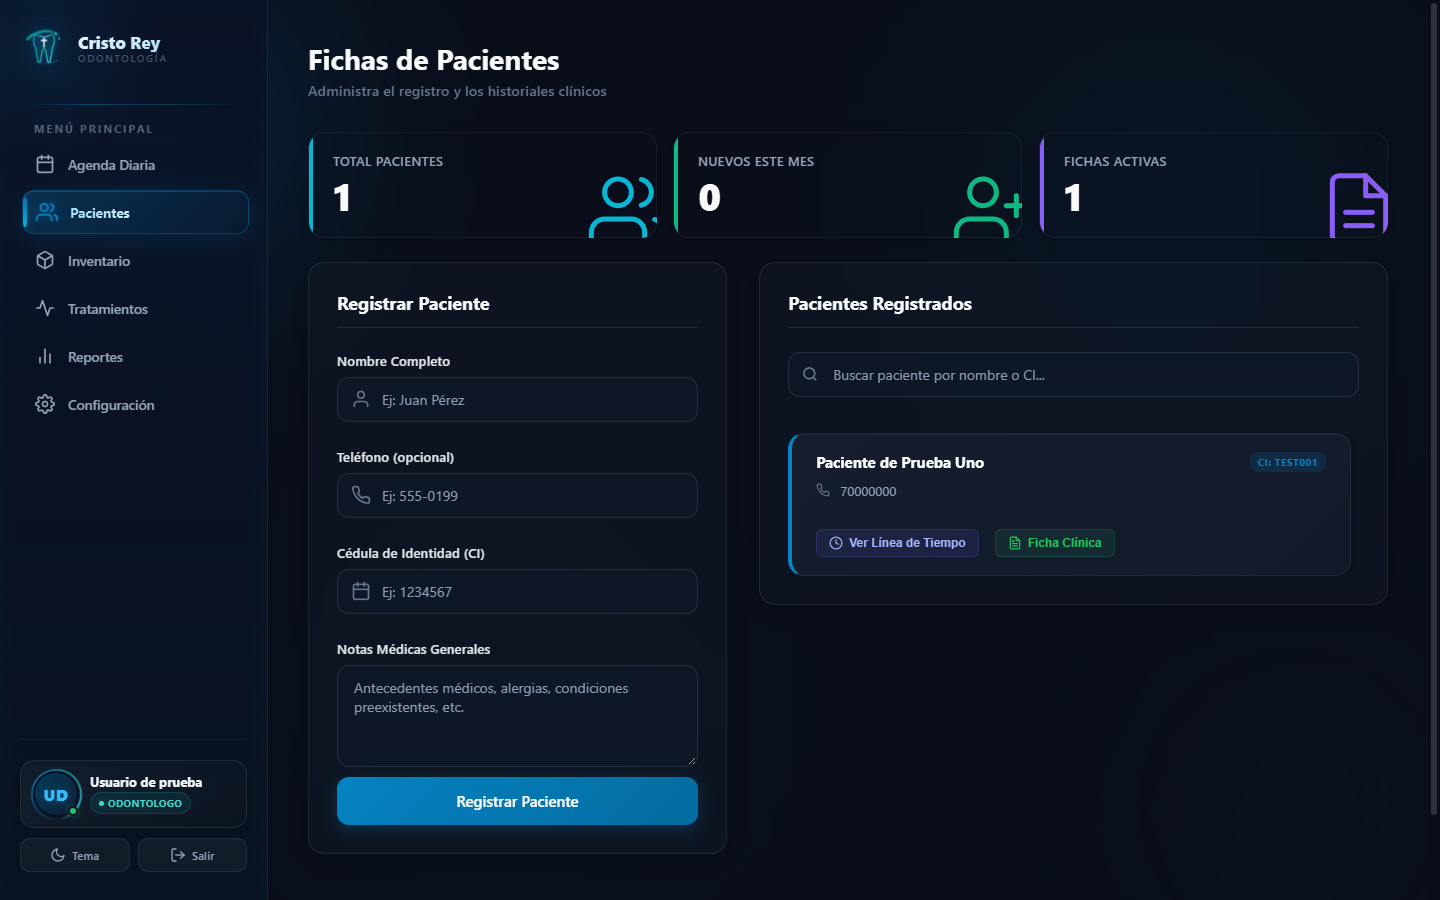 Cristo Rey
ODONTOLOGÍA
MENÚ PRINCIPAL
Agenda Diaria
Pacientes
Inventario
Tratamientos
Reportes
Configuración
UD
Usuario de prueba
ODONTOLOGO
Tema
Salir
Fichas de Pacientes
Administra el registro y los historiales clínicos
TOTAL PACIENTES
1
NUEVOS ESTE MES
0
FICHAS ACTIVAS
1
Registrar Paciente
Nombre Completo
Ej: Juan Pérez
Teléfono (opcional)
Ej: 555-0199
Cédula de Identidad (CI)
Ej: 1234567
Notas Médicas Generales
Antecedentes médicos, alergias, condiciones
preexistentes, etc.
Registrar Paciente
Pacientes Registrados
Buscar paciente por nombre o CI...
Paciente de Prueba Uno
CI: TEST001
70000000
Ver Línea de Tiempo
Ficha Clínica